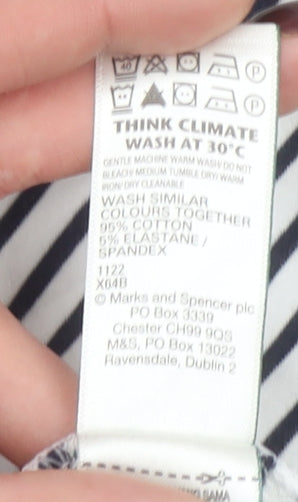 40 P
P
THINK CLIMATE
WASH AT 30°C
GENTLE MACHINE WARM WASH/ DO NOT
BLEACH/ MEDIUM TUMBLE DRY/ WARM
IRON/ DRY CLEANABLE
WASH SIMILAR
COLOURS TOGETHER
95% COTTON
5% ELASTANE /
SPANDEX
1122
X64B
© Marks and Spencer plc
PO Box 3339
Chester CH99 9QS
M&S, PO Box 13022
Ravensdale, Dublin 2
SAMA